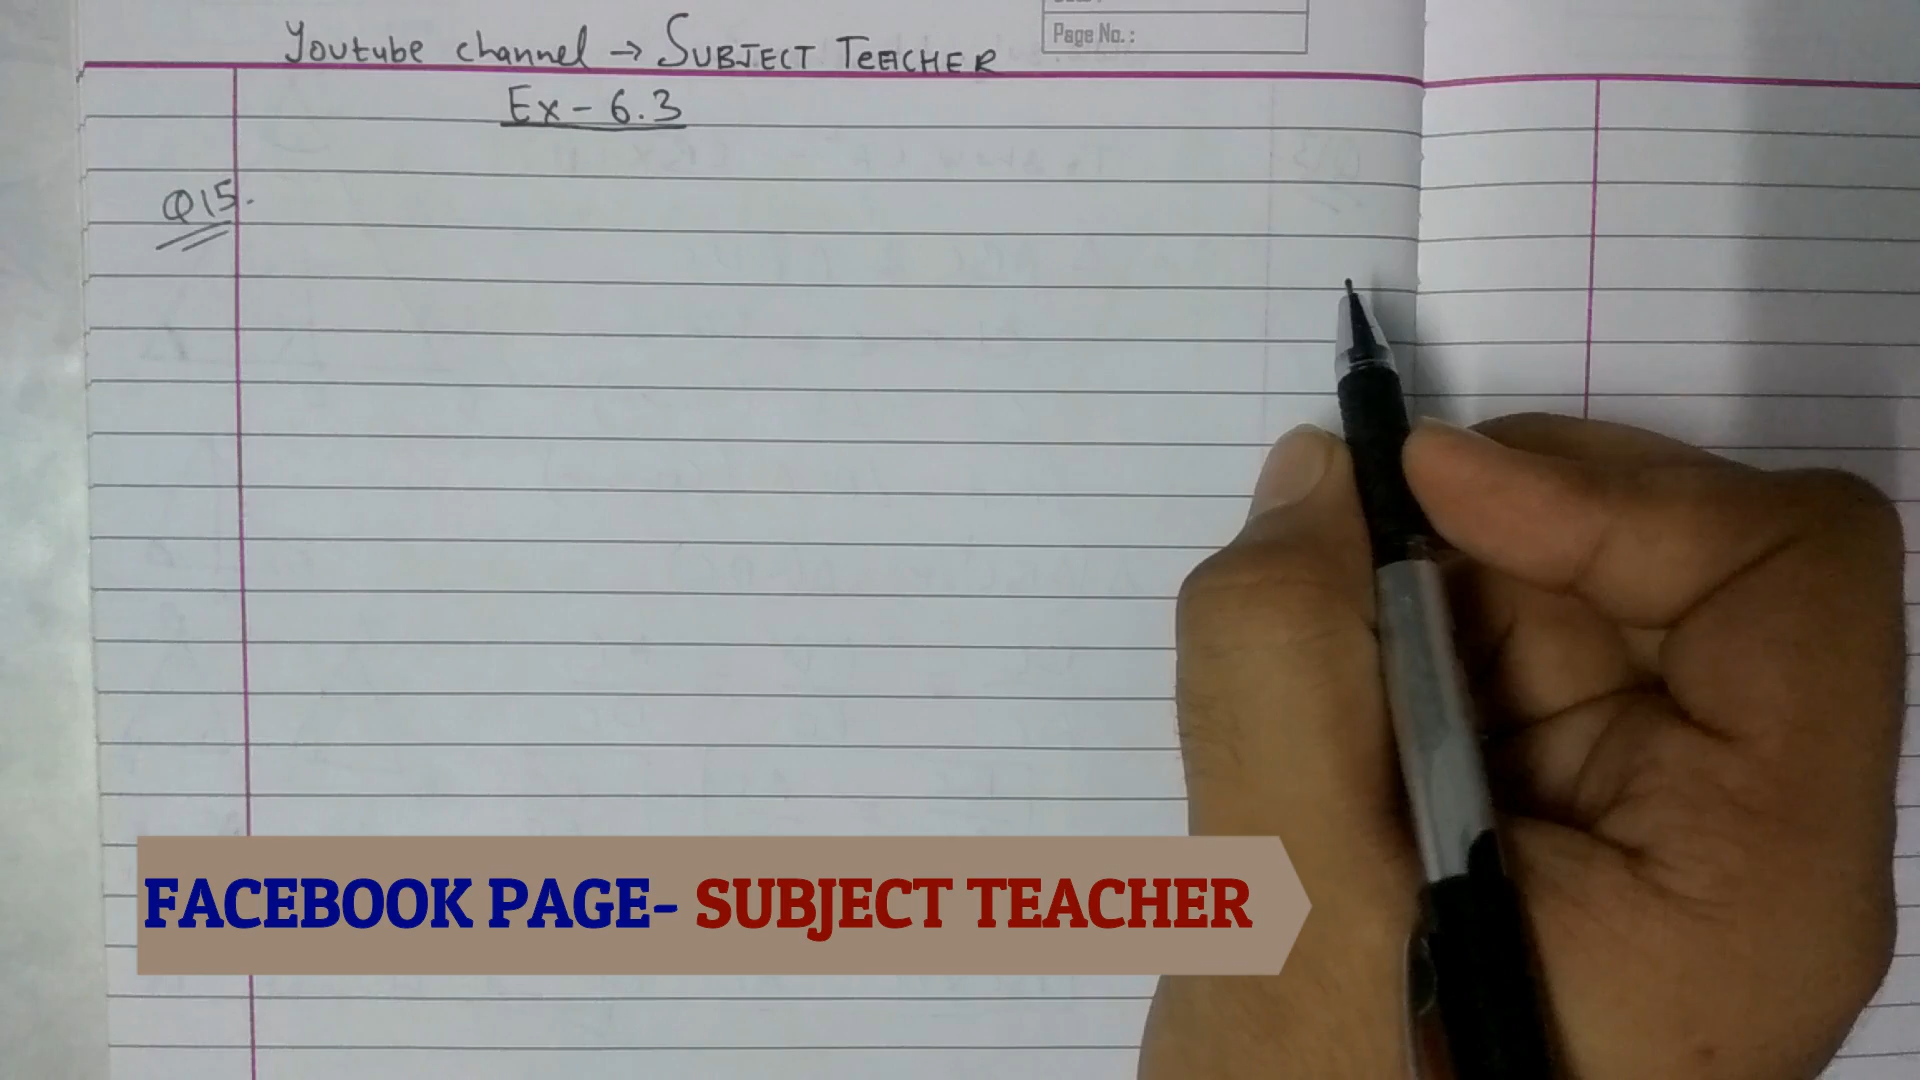 Page No. :
Youtube channel → SUBJECT TEACHER
Ex - 6.3
Q15.
FACEBOOK PAGE- SUBJECT TEACHER